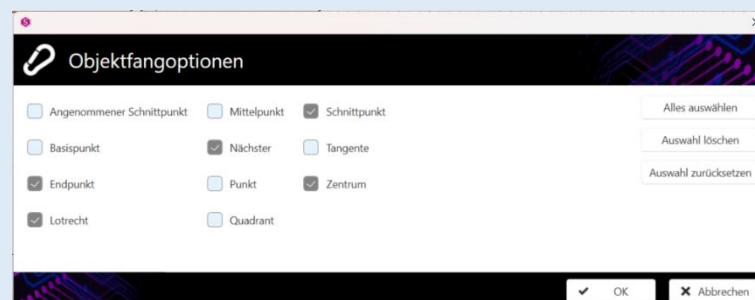 Objektfangoptionen
Angenommener Schnittpunkt Mittelpunkt Schnittpunkt Alles auswählen
Basispunkt Nächster Tangente Auswahl löschen
Endpunkt Punkt Zentrum Auswahl zurücksetzen
Lotrecht Quadrant
OK Abbrechen